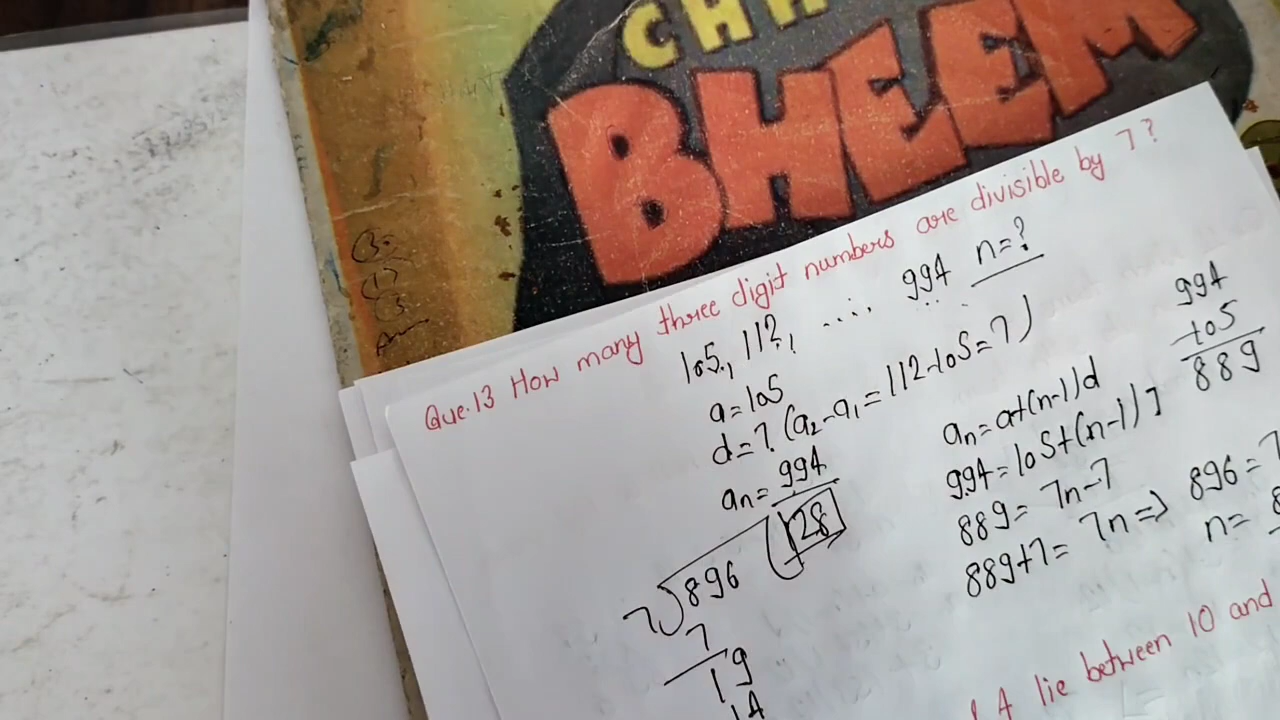 BHEEM
Que.13 How many three digit numbers are divisible by 7?
105, 112, .... 994 n=?
a=105
d=7 (a₂-a₁=112-105=7)
an=994
7)896(128
7
19
14
994
105
889
an=a+(n-1)d
994=105+(n-1)7
889=7n-7
889+7=7n=> 896=7
n=
lie between 10 and